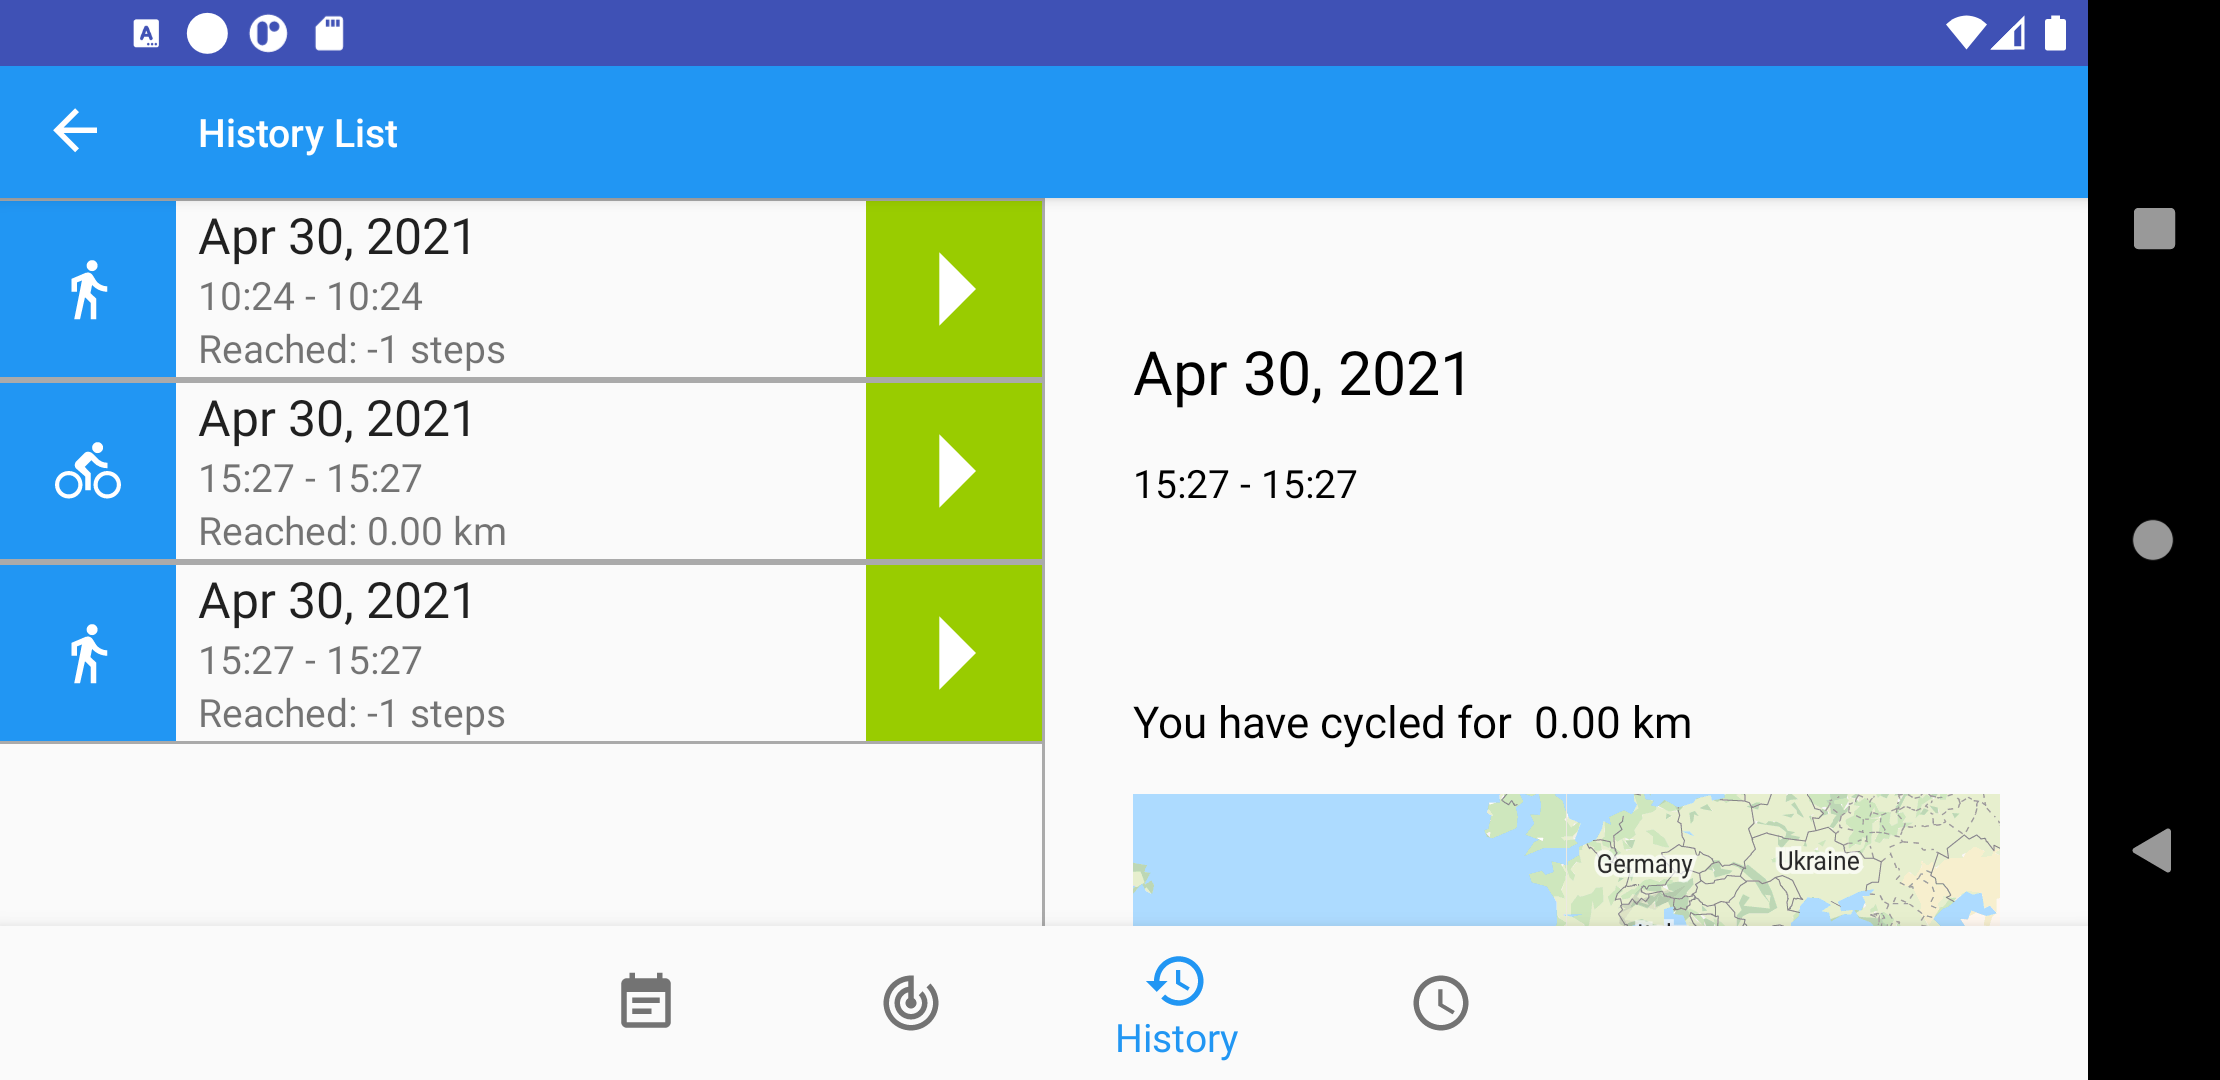 History List
Apr 30, 2021
10:24 - 10:24
Reached: -1 steps
Apr 30, 2021
15:27 - 15:27
Reached: 0.00 km
Apr 30, 2021
15:27 - 15:27
Reached: -1 steps
Apr 30, 2021
15:27 - 15:27
You have cycled for 0.00 km
Germany
Ukraine
History